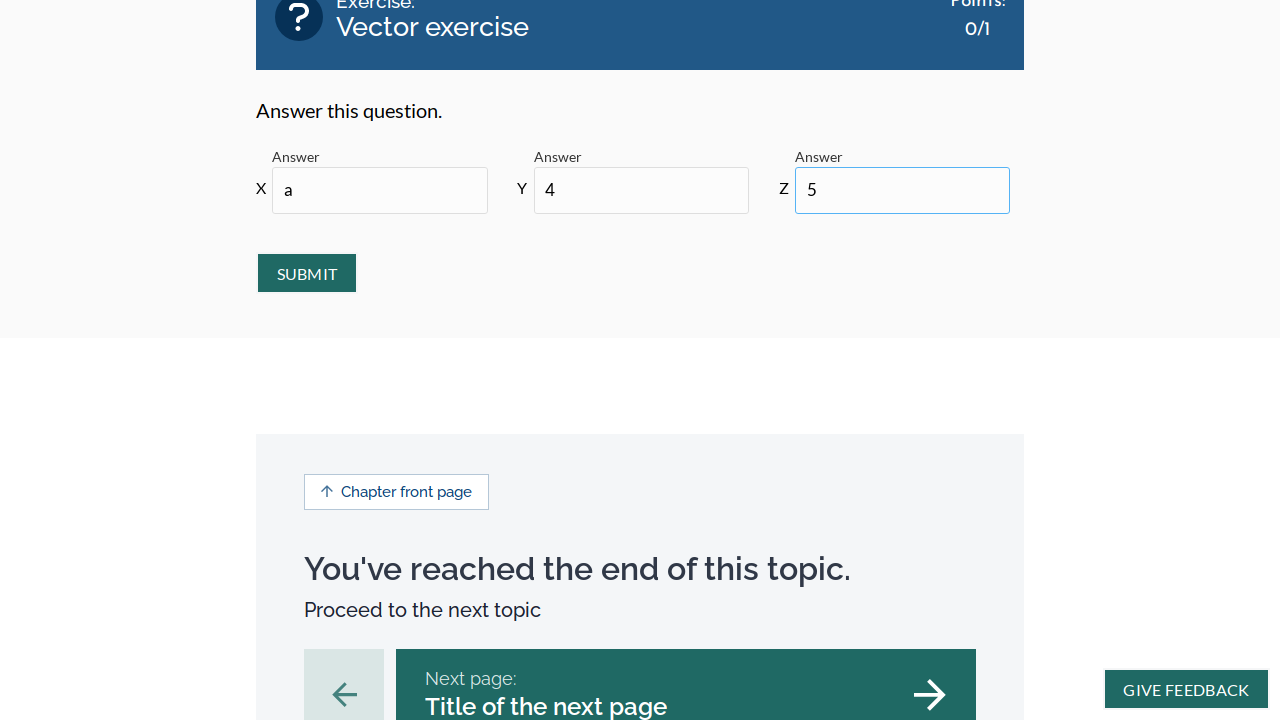 Exercise:
Vector exercise
Points:
0/1
Answer this question.
Answer Answer Answer
X a Y 4 Z 5
SUBMIT
Chapter front page
You've reached the end of this topic.
Proceed to the next topic
Next page:
Title of the next page
GIVE FEEDBACK